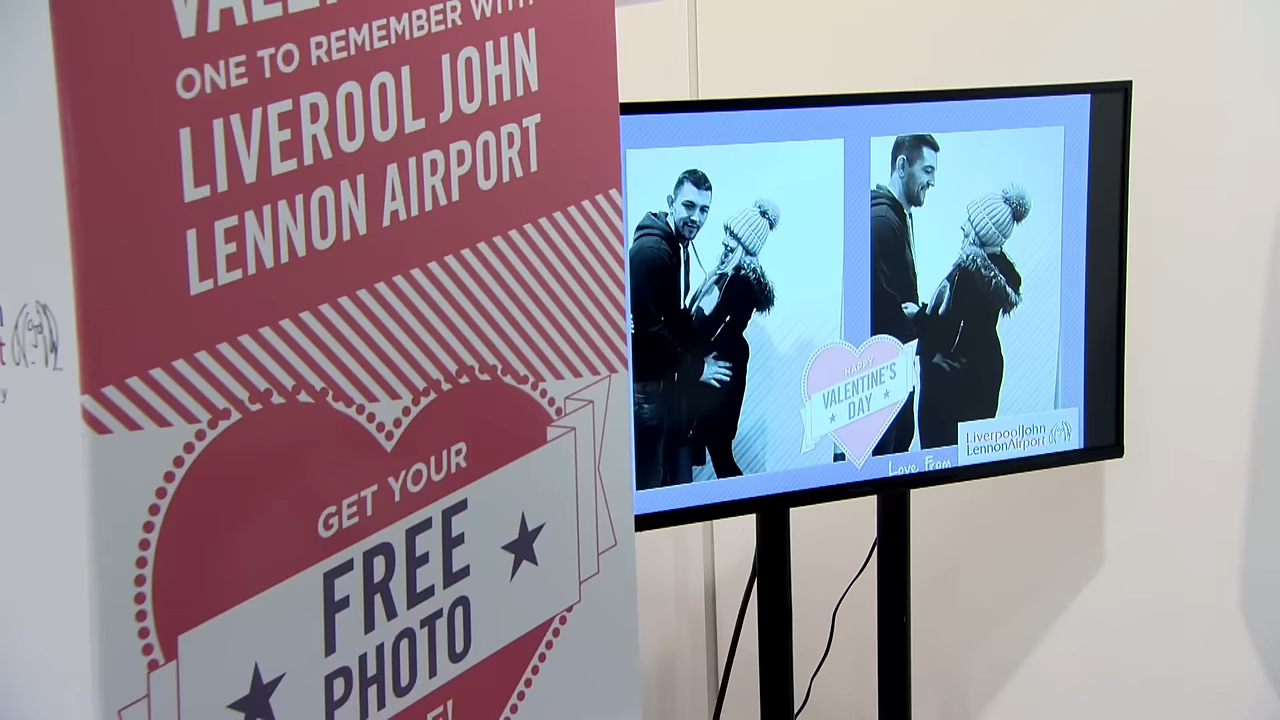 ONE TO REMEMBER WITH
LIVEROOL JOHN
LENNON AIRPORT
GET YOUR
FREE
PHOTO
HAPPY
VALENTINE'S
DAY
Love From
LiverpoolJohn
LennonAirport